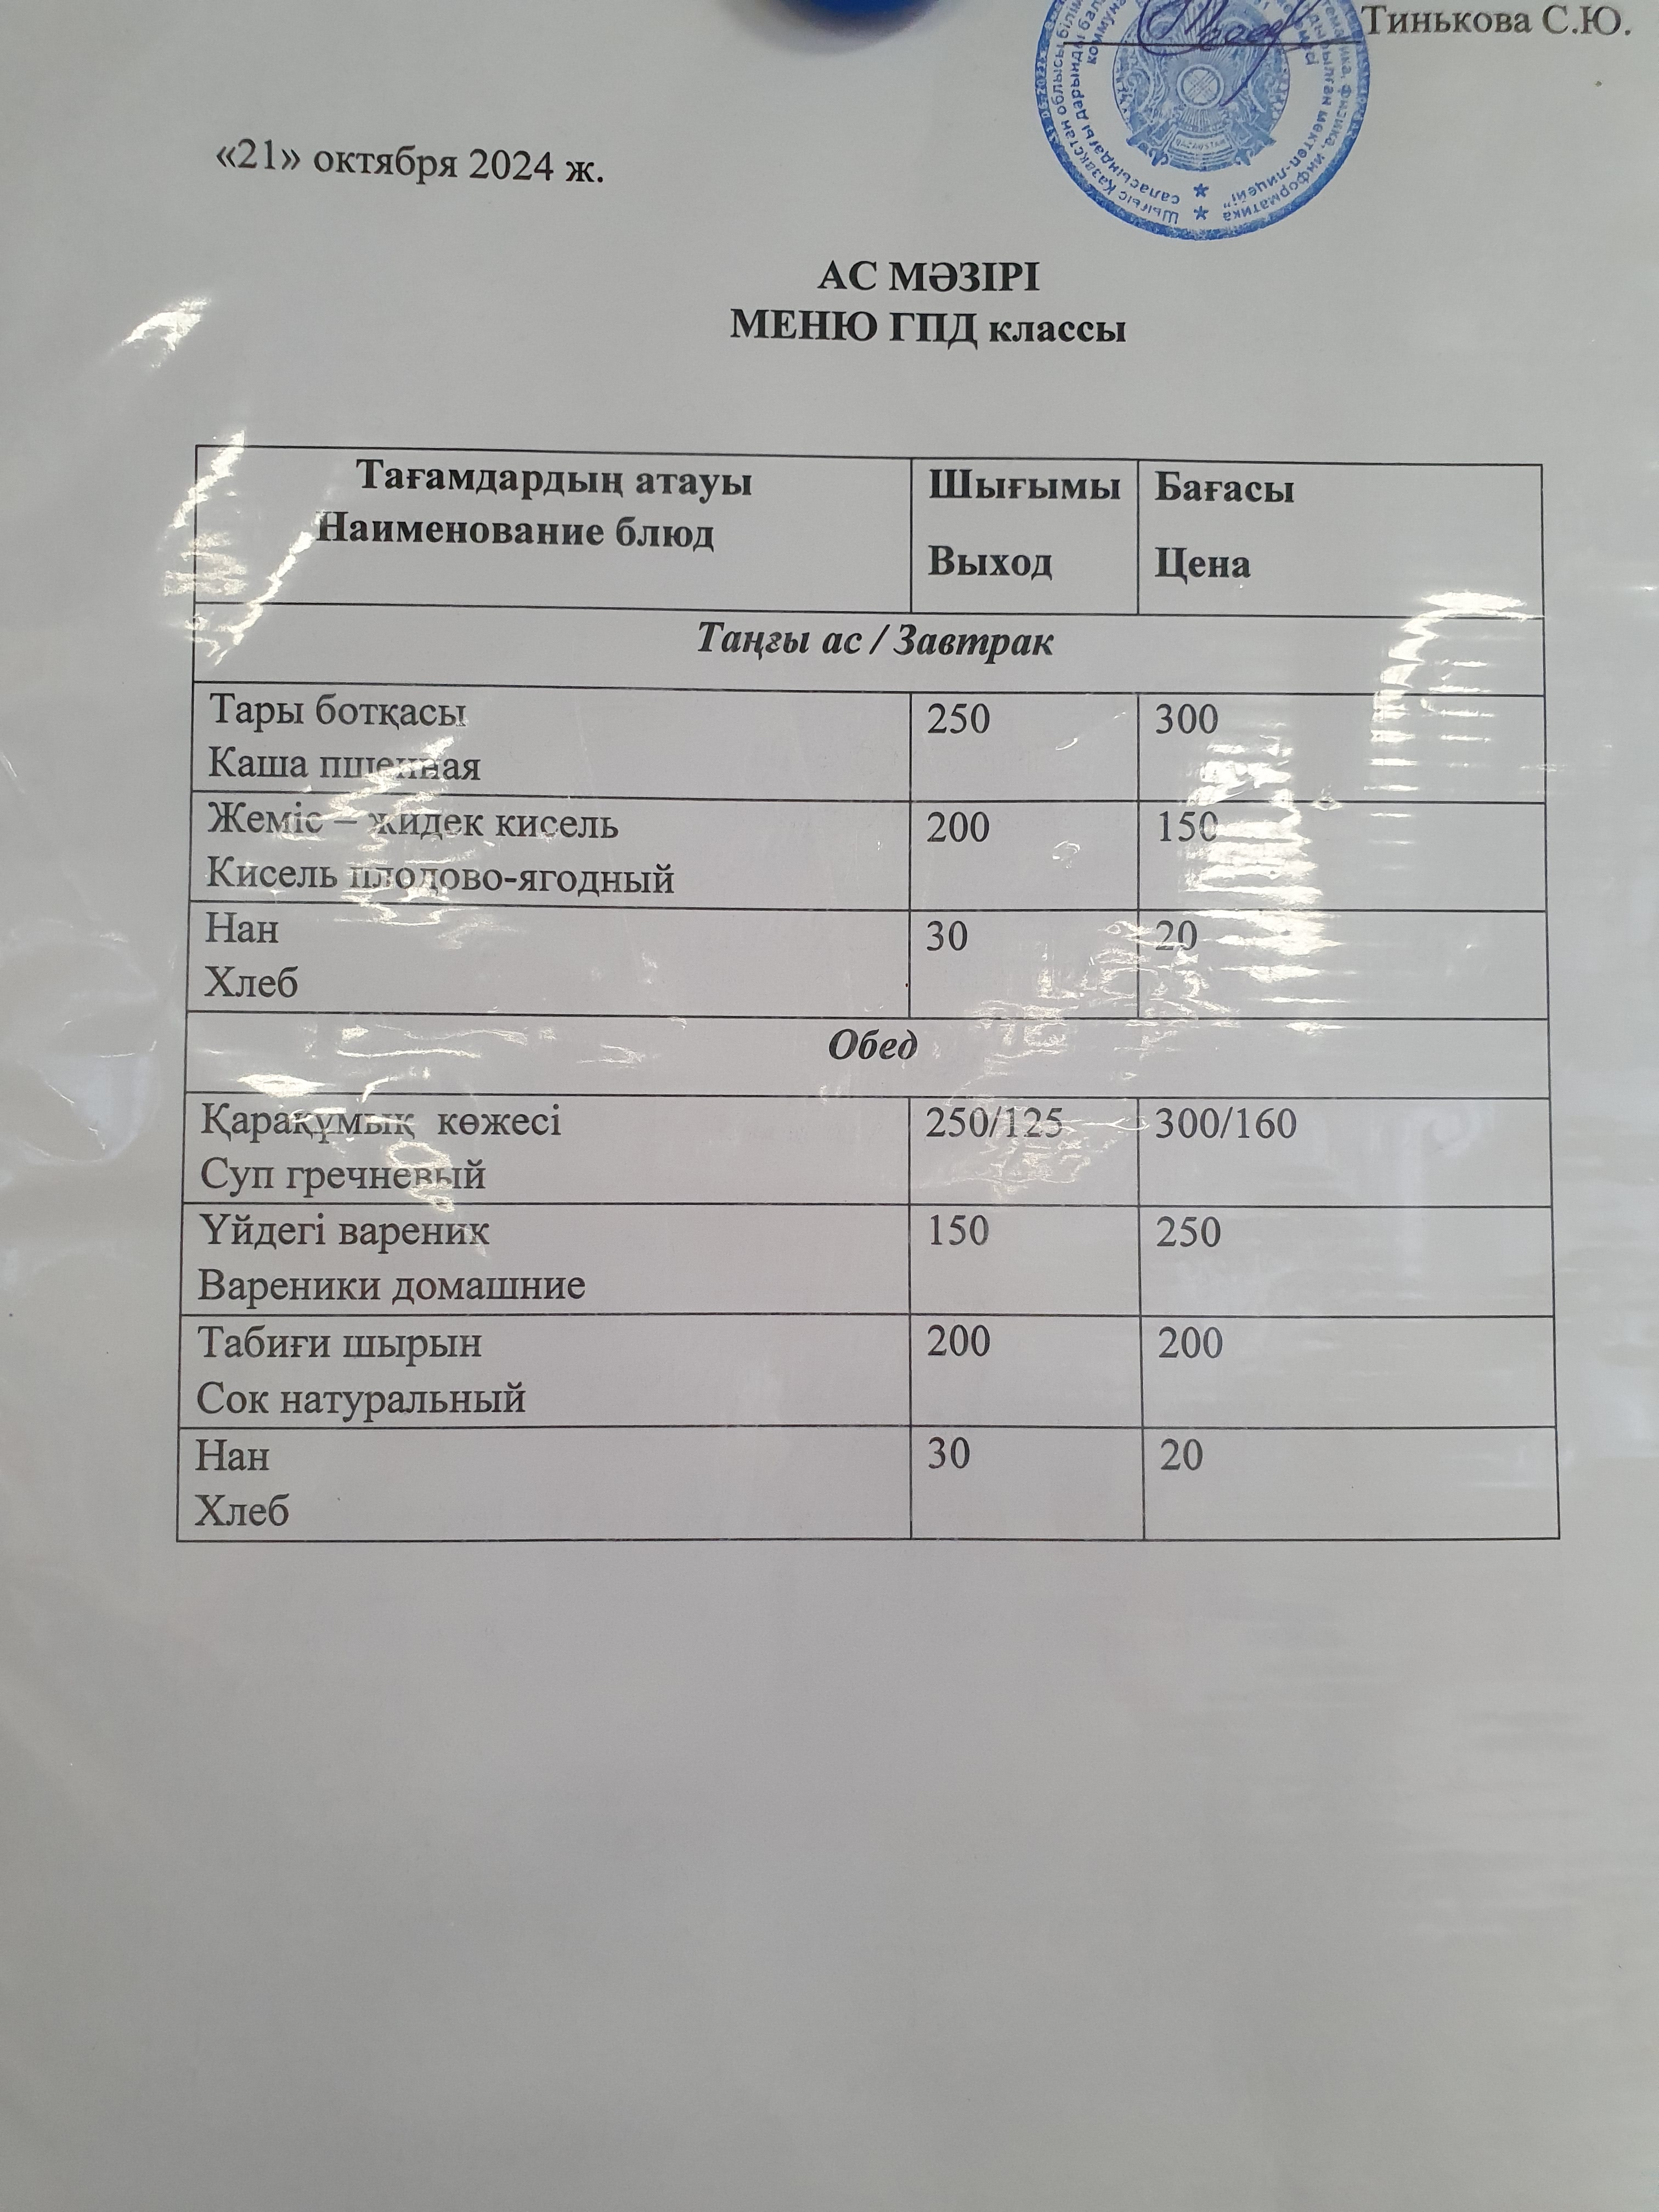 Тинькова С.Ю.
«21» октября 2024 ж.
АС МӘЗІРІ
МЕНЮ ГПД классы
Тағамдардың атауы
Наименование блюд
Шығымы
Выход
Бағасы
Цена
Таңғы ас / Завтрак
Тары ботқасы
Каша пшенная
250
300
Жеміс – жидек кисель
Кисель плодово-ягодный
200
150
Нан
Хлеб
30
20
Обед
Қарақұмық көжесі
Суп гречневый
250/125
300/160
Үйдегі вареник
Вареники домашние
150
250
Табиғи шырын
Сок натуральный
200
200
Нан
Хлеб
30
20